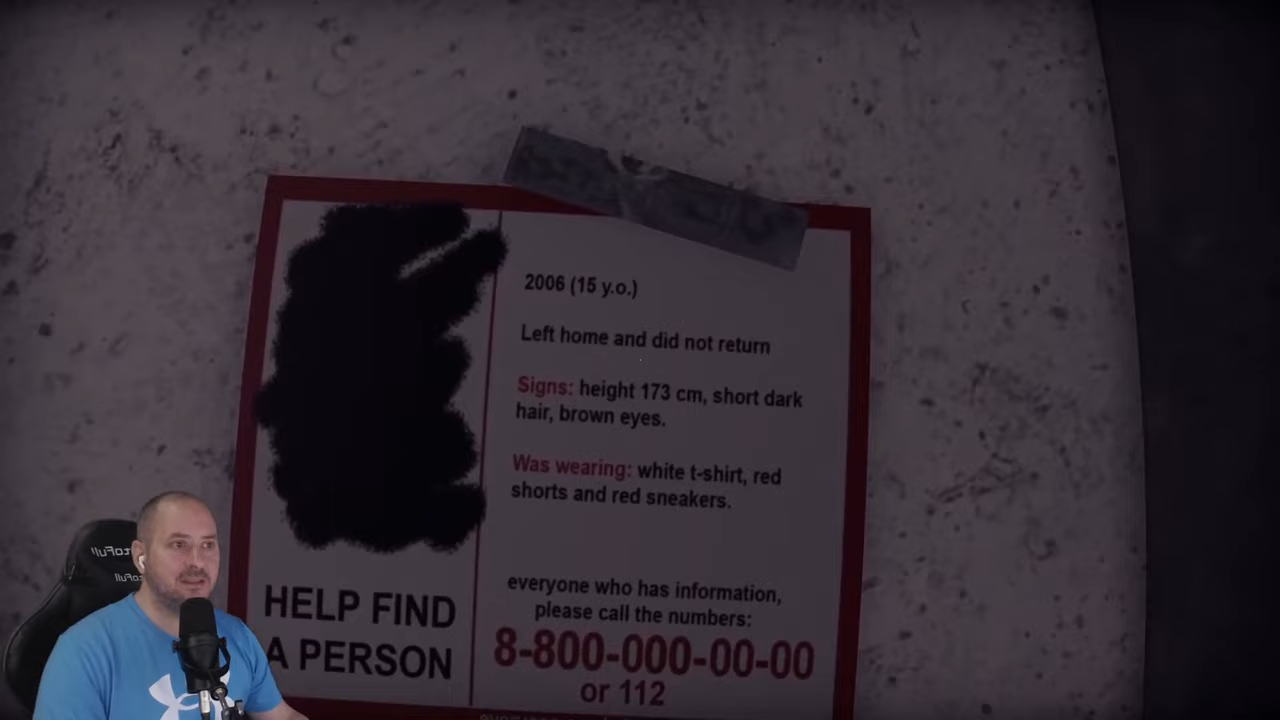 2006 (15 y.o.)
Left home and did not return
Signs: height 173 cm, short dark
hair, brown eyes.
Was wearing: white t-shirt, red
shorts and red sneakers.
everyone who has information,
please call the numbers:
8-800-000-00-00
or 112
HELP FIND
A PERSON